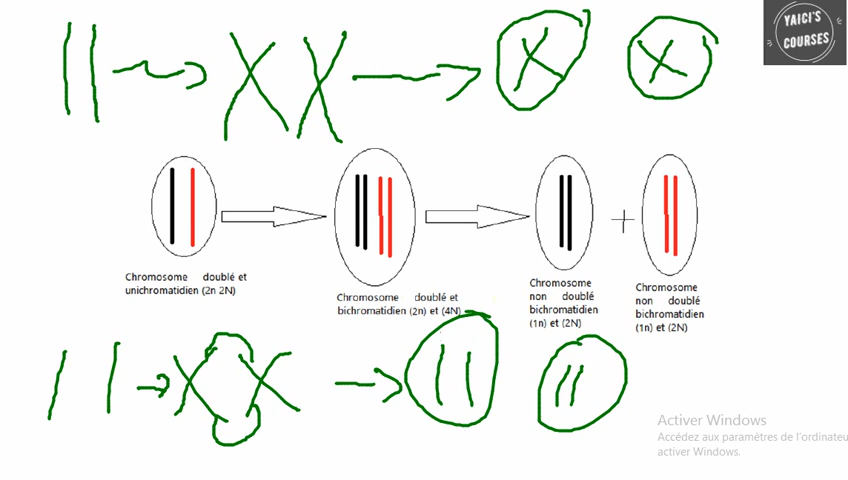 YAICI'S
COURSES
Chromosome doublé et
unichromatidien (2n 2N)
Chromosome doublé et
bichromatidien (2n) et (4N)
Chromosome
non doublé
bichromatidien
(1n) et (2N)
+
Chromosome
non doublé
bichromatidien
(1n) et (2N)
Activer Windows
Accédez aux paramètres de l'ordinateu
activer Windows.